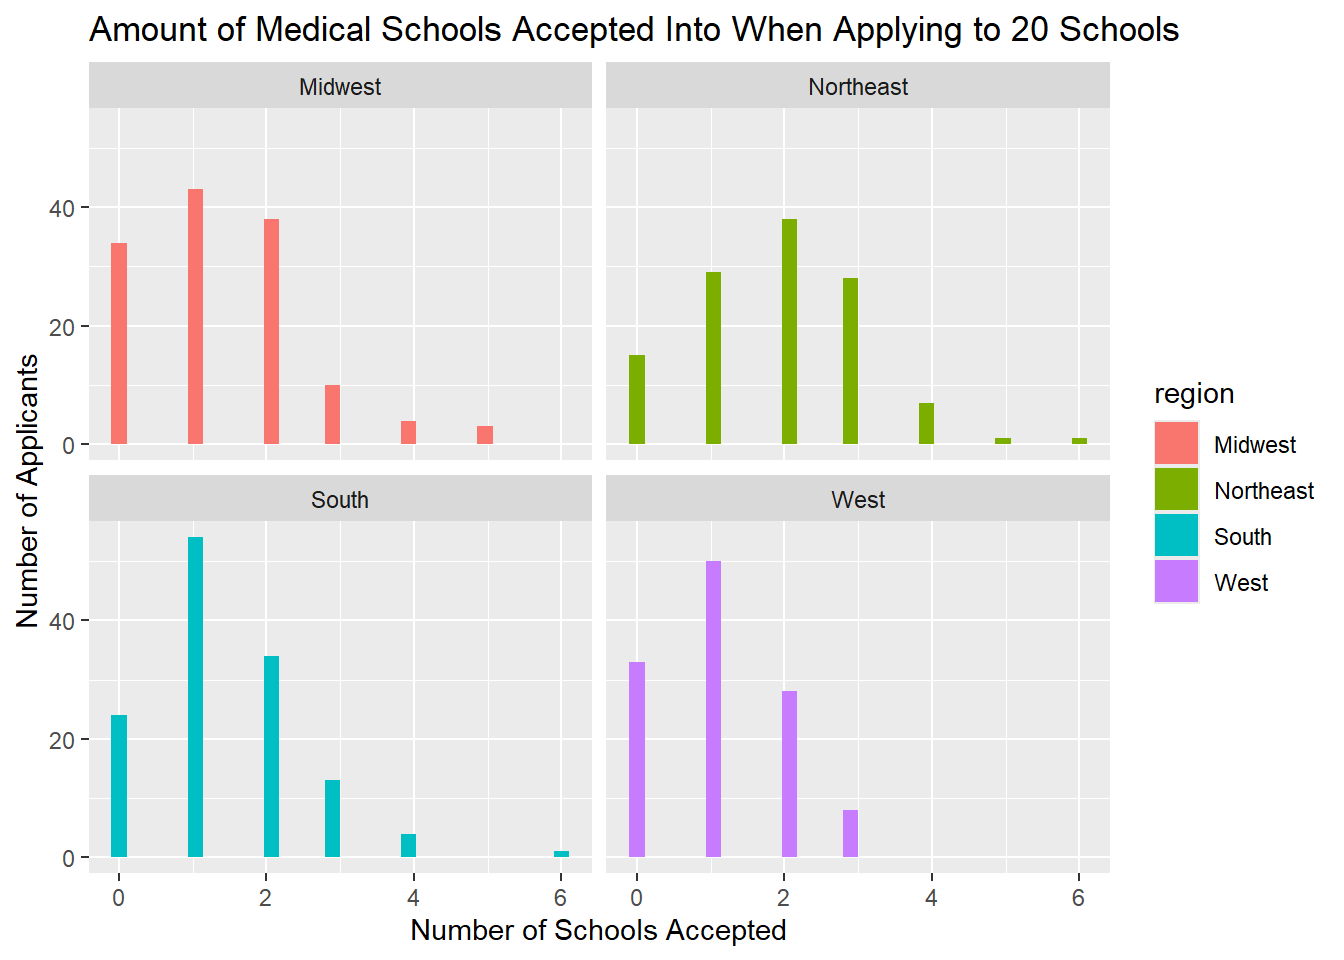 Amount of Medical Schools Accepted Into When Applying to 20 Schools
Midwest
Northeast
40
20
0
South
West
40
20
0
0 2 4 6
0 2 4 6
Number of Schools Accepted
Number of Applicants
region
Midwest
Northeast
South
West